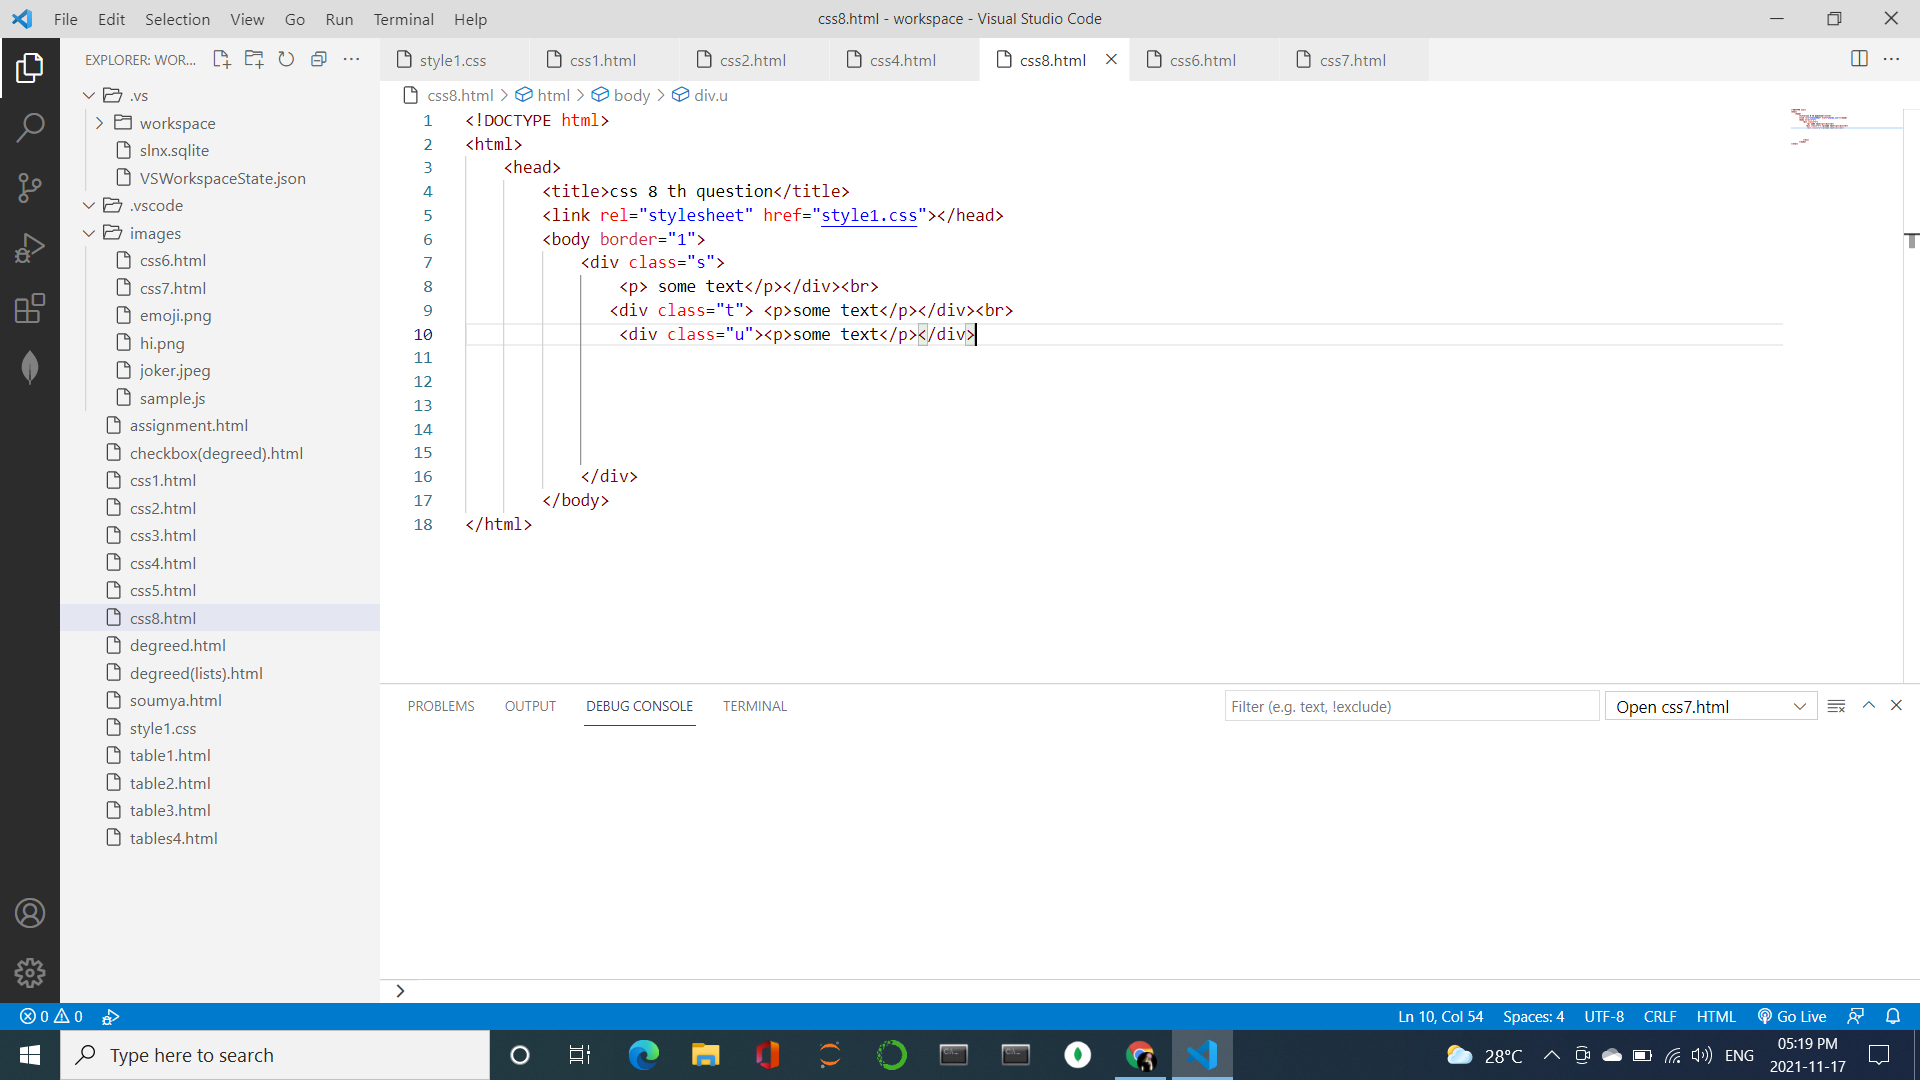 File Edit Selection View Go Run Terminal Help
css8.html - workspace - Visual Studio Code
EXPLORER: WOR...
style1.css css1.html css2.html css4.html css8.html css6.html css7.html
css8.html > html > body > div.u
.vs
workspace
slnx.sqlite
VSWorkspaceState.json
.vscode
images
css6.html
css7.html
emoji.png
hi.png
joker.jpeg
sample.js
assignment.html
checkbox(degreed).html
css1.html
css2.html
css3.html
css4.html
css5.html
css8.html
degreed.html
degreed(lists).html
soumya.html
style1.css
table1.html
table2.html
table3.html
tables4.html
1 <!DOCTYPE html>
2 <html>
3 <head>
4 <title>css 8 th question</title>
5 <link rel="stylesheet" href="style1.css"></head>
6 <body border="1">
7 <div class="s">
8 <p> some text</p></div><br>
9 <div class="t"> <p>some text</p></div><br>
10 <div class="u"><p>some text</p></div>
11
12
13
14
15
16 </div>
17 </body>
18 </html>
PROBLEMS OUTPUT DEBUG CONSOLE TERMINAL
Filter (e.g. text, !exclude)
Open css7.html
0 0
Ln 10, Col 54 Spaces: 4 UTF-8 CRLF HTML Go Live
Type here to search
28°C
ENG
05:19 PM
2021-11-17